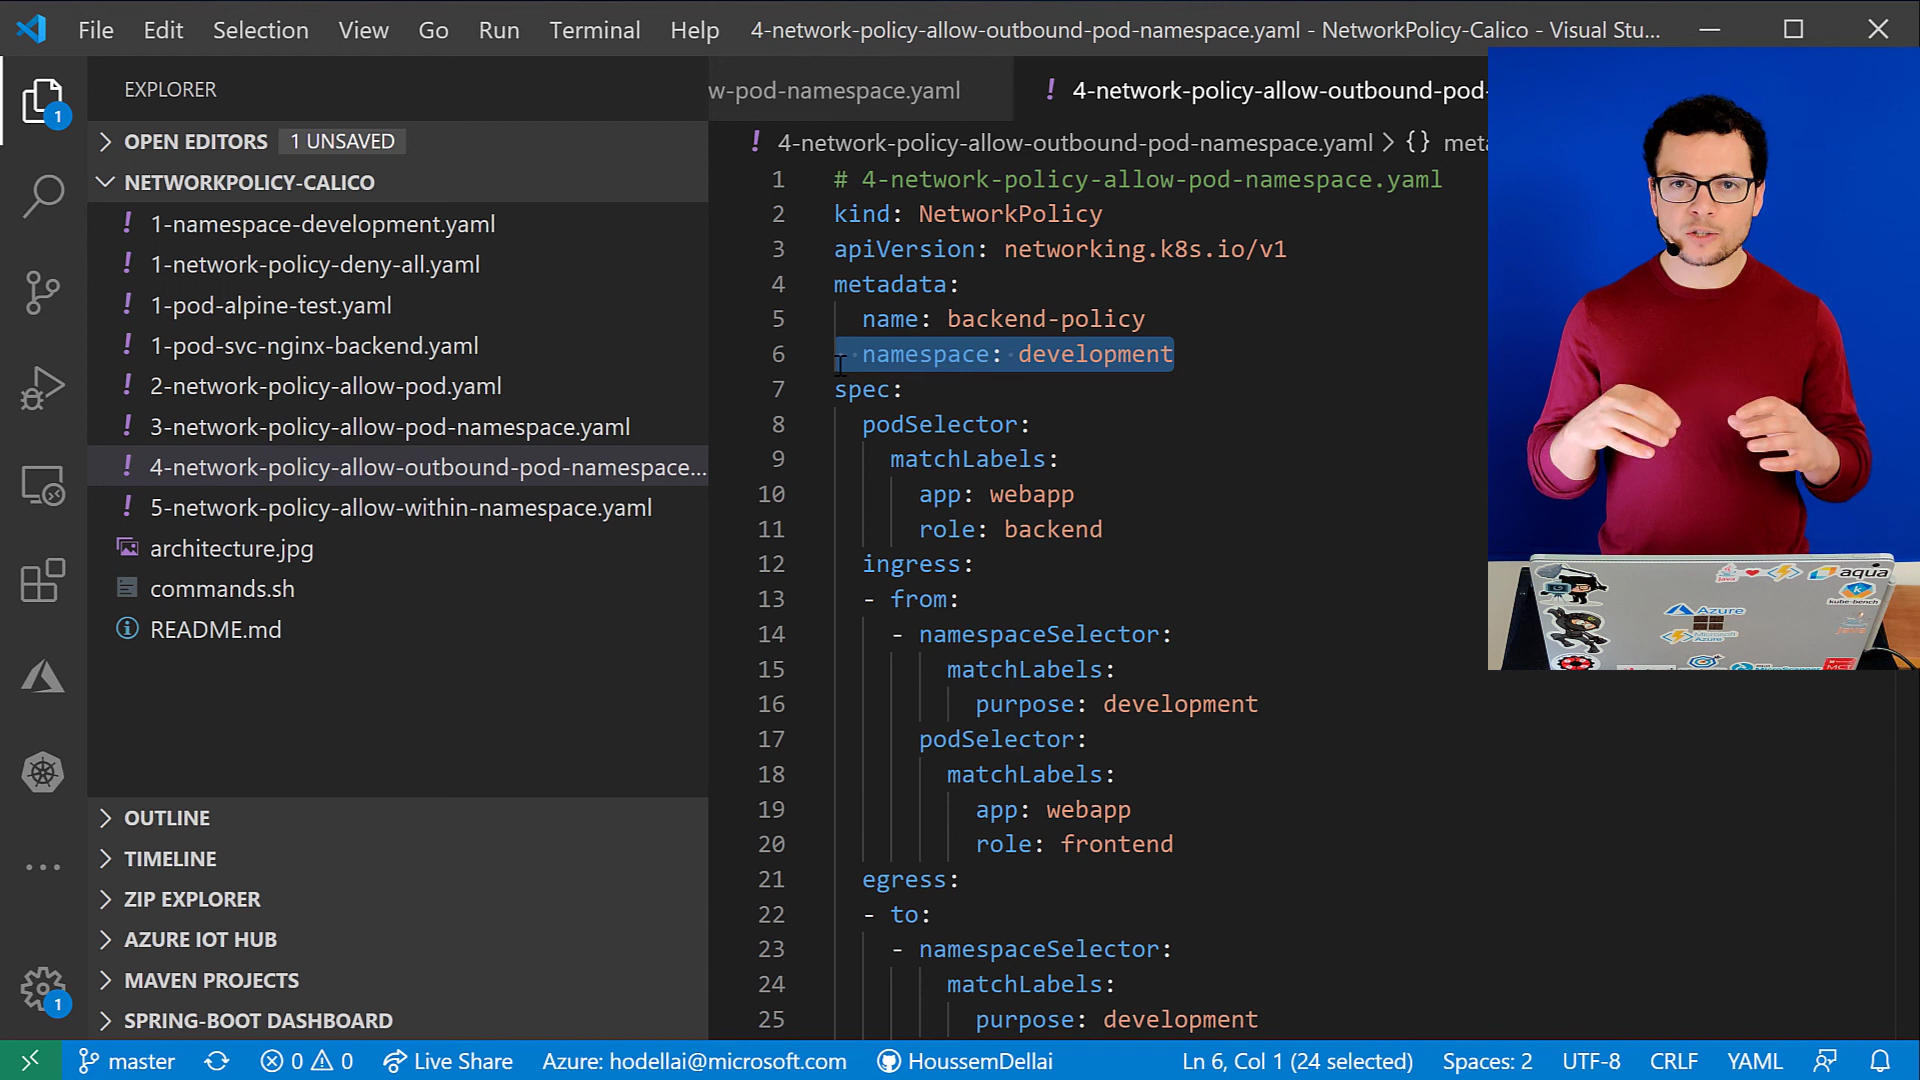 File Edit Selection View Go Run Terminal Help 4-network-policy-allow-outbound-pod-namespace.yaml - NetworkPolicy-Calico - Visual Stu...
EXPLORER
1
OPEN EDITORS 1 UNSAVED
NETWORKPOLICY-CALICO
1-namespace-development.yaml
1-network-policy-deny-all.yaml
1-pod-alpine-test.yaml
1-pod-svc-nginx-backend.yaml
2-network-policy-allow-pod.yaml
3-network-policy-allow-pod-namespace.yaml
4-network-policy-allow-outbound-pod-namespace...
5-network-policy-allow-within-namespace.yaml
architecture.jpg
commands.sh
README.md
OUTLINE
TIMELINE
ZIP EXPLORER
AZURE IOT HUB
MAVEN PROJECTS
SPRING-BOOT DASHBOARD
1
w-pod-namespace.yaml ! 4-network-policy-allow-outbound-pod-
! 4-network-policy-allow-outbound-pod-namespace.yaml > {} meta
1 # 4-network-policy-allow-pod-namespace.yaml
2 kind: NetworkPolicy
3 apiVersion: networking.k8s.io/v1
4 metadata:
5 name: backend-policy
6 namespace: development
7 spec:
8 podSelector:
9 matchLabels:
10 app: webapp
11 role: backend
12 ingress:
13 - from:
14 - namespaceSelector:
15 matchLabels:
16 purpose: development
17 podSelector:
18 matchLabels:
19 app: webapp
20 role: frontend
21 egress:
22 - to:
23 - namespaceSelector:
24 matchLabels:
25 purpose: development
aqua
kube-bench
Azure
Microsoft Azure
Java
MCT
master 0 0 Live Share Azure: hodellai@microsoft.com HoussemDellai Ln 6, Col 1 (24 selected) Spaces: 2 UTF-8 CRLF YAML